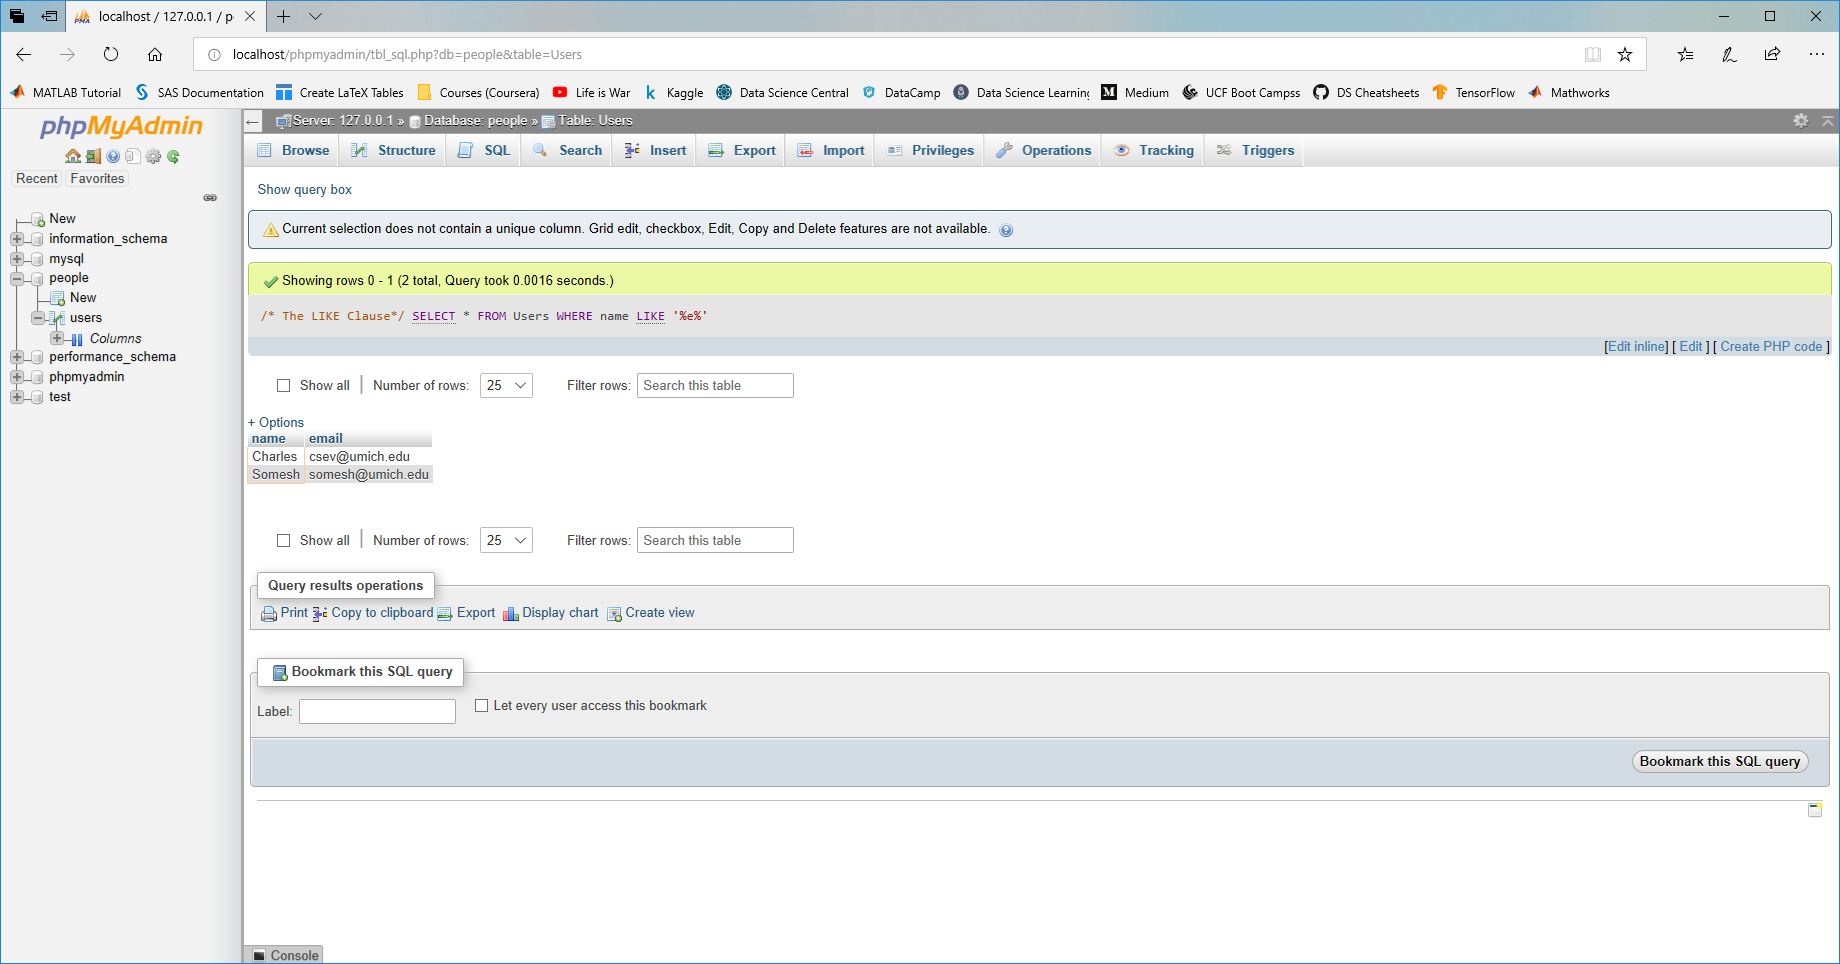 localhost / 127.0.0.1 / p
localhost/phpmyadmin/tbl_sql.php?db=people&table=Users
MATLAB Tutorial SAS Documentation Create LaTeX Tables Courses (Coursera) Life is War Kaggle Data Science Central DataCamp Data Science Learning Medium UCF Boot Campss DS Cheatsheets TensorFlow Mathworks
phpMyAdmin
Recent Favorites
New
information_schema
mysql
people
New
users
Columns
performance_schema
phpmyadmin
test
Server: 127.0.0.1 » Database: people » Table: Users
Browse Structure SQL Search Insert Export Import Privileges Operations Tracking Triggers
Show query box
Current selection does not contain a unique column. Grid edit, checkbox, Edit, Copy and Delete features are not available.
Showing rows 0 - 1 (2 total, Query took 0.0016 seconds.)
/* The LIKE Clause*/ SELECT * FROM Users WHERE name LIKE '%e%'
[Edit inline] [ Edit ] [ Create PHP code ]
Show all | Number of rows: 25 Filter rows: Search this table
+ Options
name email
Charles csev@umich.edu
Somesh somesh@umich.edu
Show all | Number of rows: 25 Filter rows: Search this table
Query results operations
Print Copy to clipboard Export Display chart Create view
Bookmark this SQL query
Label: Let every user access this bookmark
Bookmark this SQL query
Console